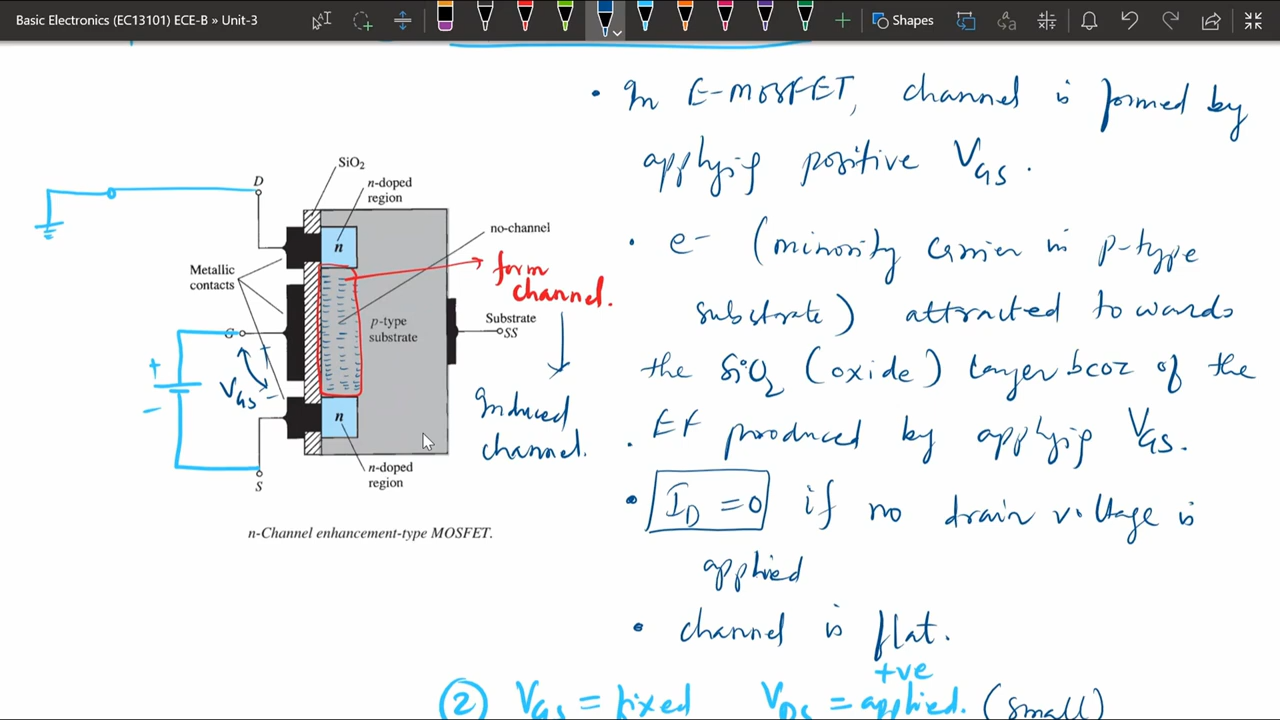 Basic Electronics (EC13101) ECE-B » Unit-3
Shapes
• In E-MOSFET, channel is formed by
applying positive VGS.
• e- (minority carrier in p-type
substrate) attracted towards
the SiO2 (oxide) layer bcoz of the
. EF produced by applyig VGS.
• ID = 0 if no drain voltage is
applied
• channel is flat.
+ve
② VGS = fixed VDS = applied. (small)
SiO2
D
n-doped
region
n
no-channel
form
channel.
Metallic
contacts
p-type
substrate
Substrate
SS
G
+
+
VGS
-
-
Induced
channel.
n
n-doped
region
S
n-Channel enhancement-type MOSFET.